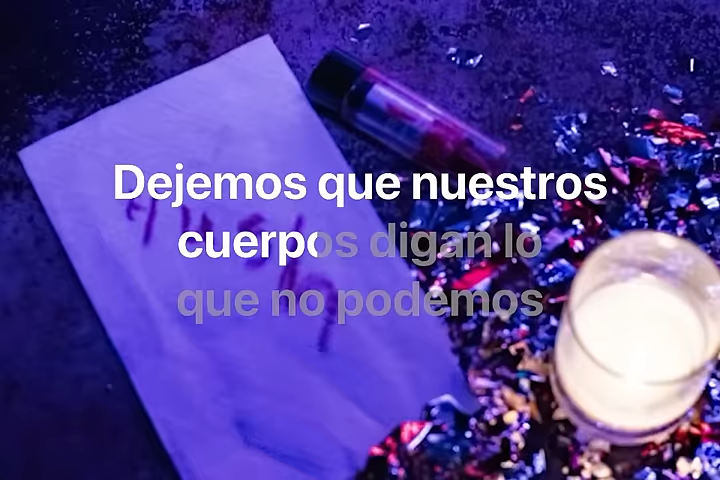 Dejemos que nuestros
cuerpos digan lo
que no podemos